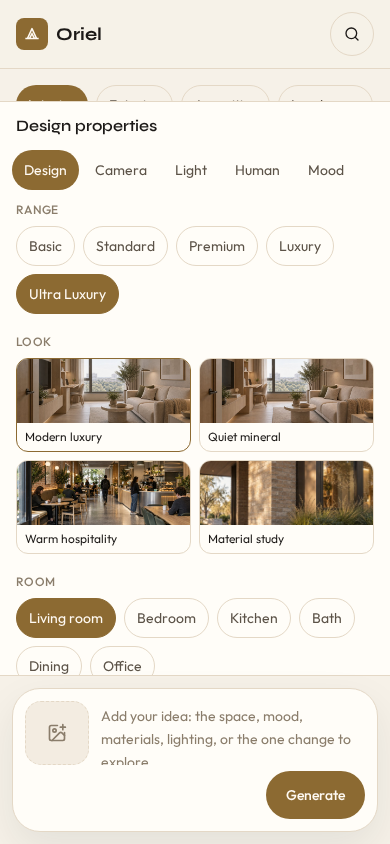 Oriel
Design properties
Design Camera Light Human Mood
RANGE
Basic Standard Premium Luxury
Ultra Luxury
LOOK
Modern luxury Quiet mineral
Warm hospitality Material study
ROOM
Living room Bedroom Kitchen Bath
Dining Office
Add your idea: the space, mood,
materials, lighting, or the one change to
explore
Generate